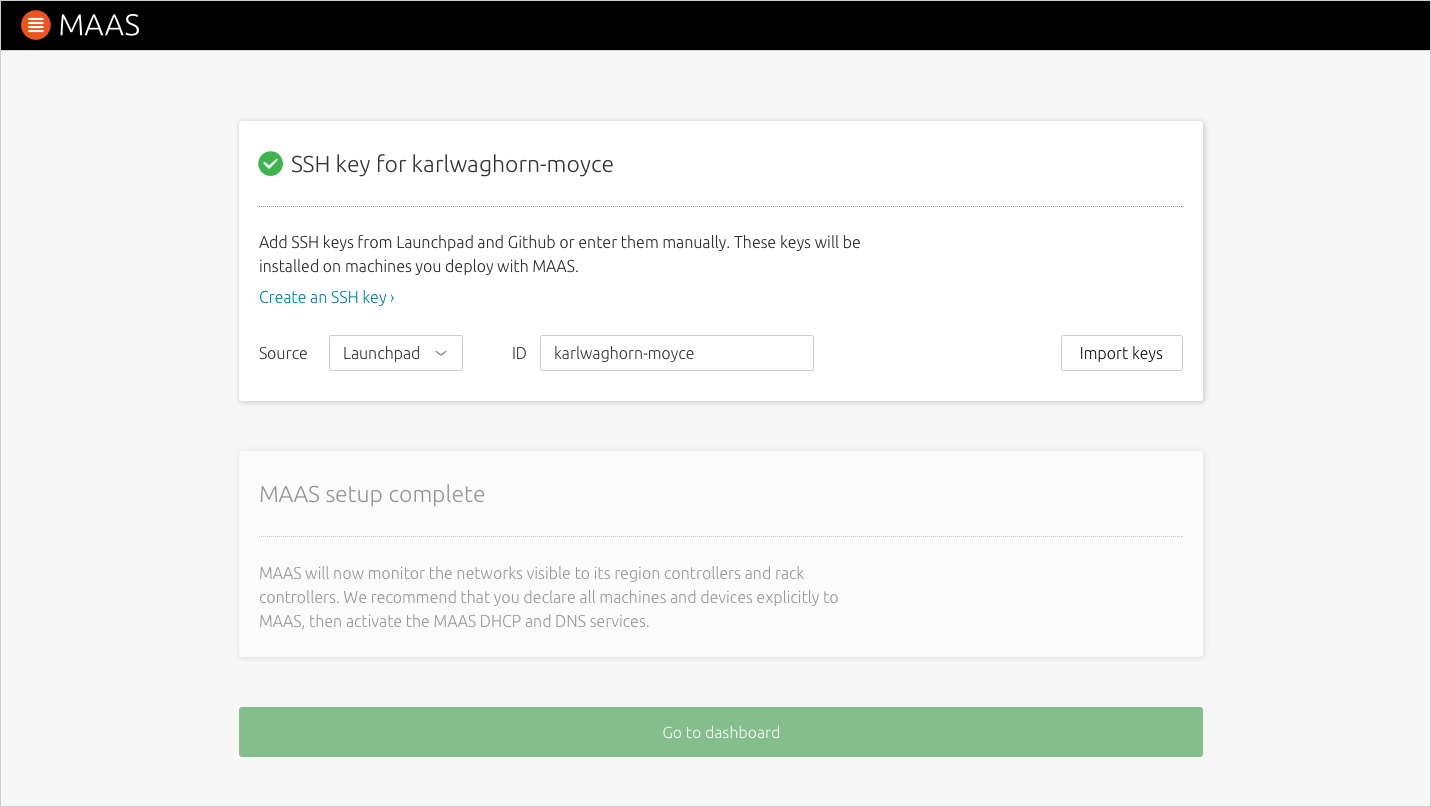 MAAS
SSH key for karlwaghorn-moyce
Add SSH keys from Launchpad and Github or enter them manually. These keys will be
installed on machines you deploy with MAAS.
Create an SSH key ›
Source Launchpad ID karlwaghorn-moyce Import keys
MAAS setup complete
MAAS will now monitor the networks visible to its region controllers and rack
controllers. We recommend that you declare all machines and devices explicitly to
MAAS, then activate the MAAS DHCP and DNS services.
Go to dashboard